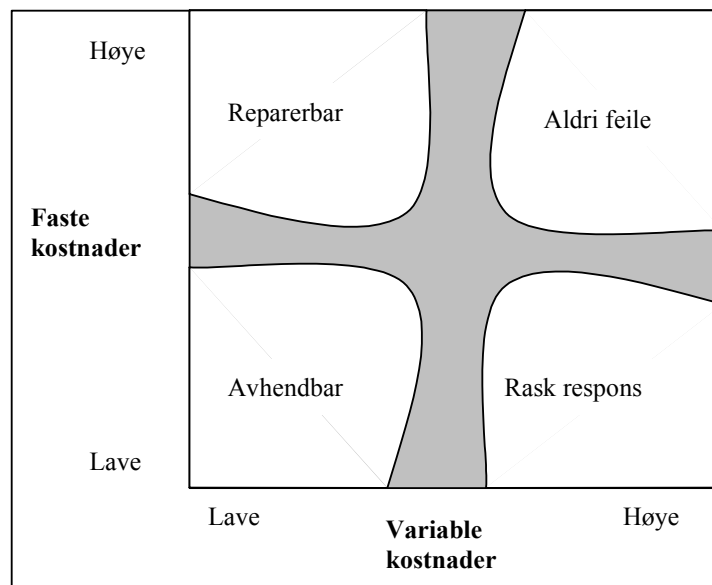 Høye
Reparerbar
Aldri feile
Faste
kostnader
Avhendbar
Rask respons
Lave
Lave
Høye
Variable
kostnader